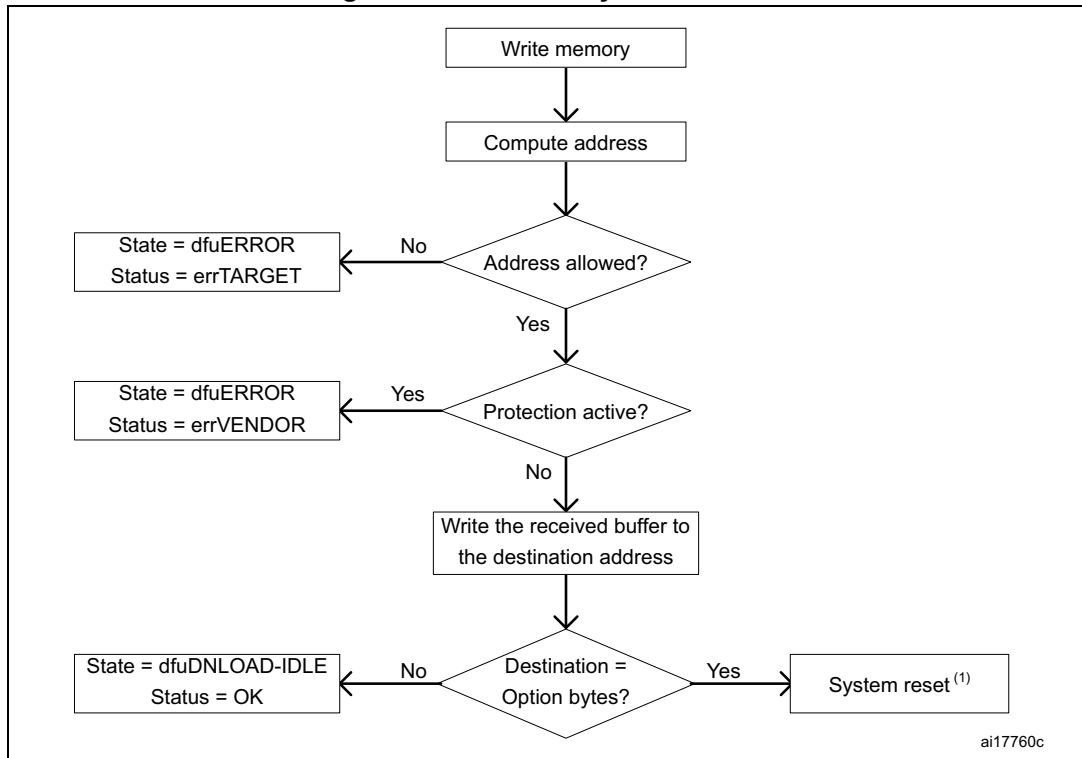 Write memory
Compute address
State = dfuERROR
Status = errTARGET
No
Address allowed?
Yes
State = dfuERROR
Status = errVENDOR
Yes
Protection active?
No
Write the received buffer to
the destination address
State = dfuDNLOAD-IDLE
Status = OK
No
Destination =
Option bytes?
Yes
System reset (1)
ai17760c